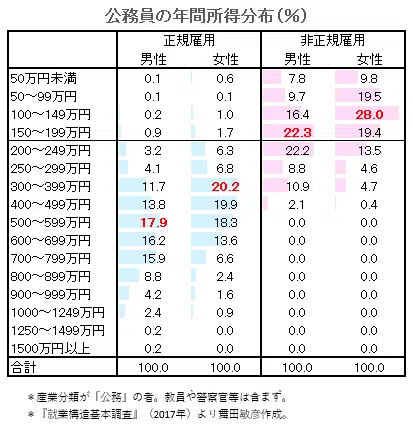 公務員の年間所得分布(%)
正規雇用 非正規雇用
男性 女性 男性 女性
50万円未満 0.1 0.6 7.8 9.8
50～99万円 0.1 0.1 9.7 19.5
100～149万円 0.2 1.0 16.4 28.0
150～199万円 0.9 1.7 22.3 19.4
200～249万円 3.2 6.3 22.2 13.5
250～299万円 4.1 6.8 8.8 4.6
300～399万円 11.7 20.2 10.9 4.7
400～499万円 13.8 19.9 2.1 0.4
500～599万円 17.9 18.3 0.0 0.0
600～699万円 16.2 13.6 0.0 0.0
700～799万円 15.9 6.6 0.0 0.0
800～899万円 8.8 2.4 0.0 0.0
900～999万円 4.2 1.6 0.0 0.0
1000～1249万円 2.4 0.9 0.0 0.0
1250～1499万円 0.2 0.0 0.0 0.0
1500万円以上 0.2 0.0 0.0 0.0
合計 100.0 100.0 100.0 100.0
＊産業分類が「公務」の者。教員や警察官等は含まず。
＊『就業構造基本調査』（2017年）より舞田敏彦作成。